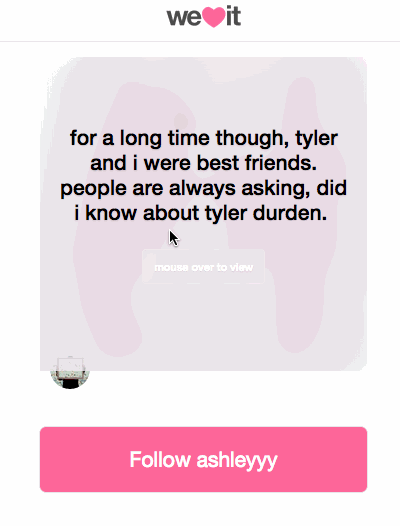 we it
for a long time though, tyler
and i were best friends.
people are always asking, did
i know about tyler durden.
mouse over to view
Follow ashleyyy